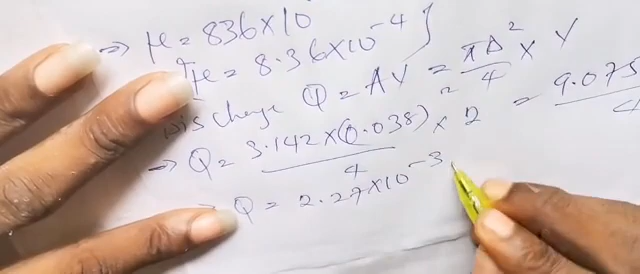 ⇒ μ = 836×10
μ = 8.36×10⁻⁴ }
Discharge Q = AV = πD²/4 × V
→ Q = 3.142×(0.038)²/4 × 2 = 9.075/4
Q = 2.27×10⁻³